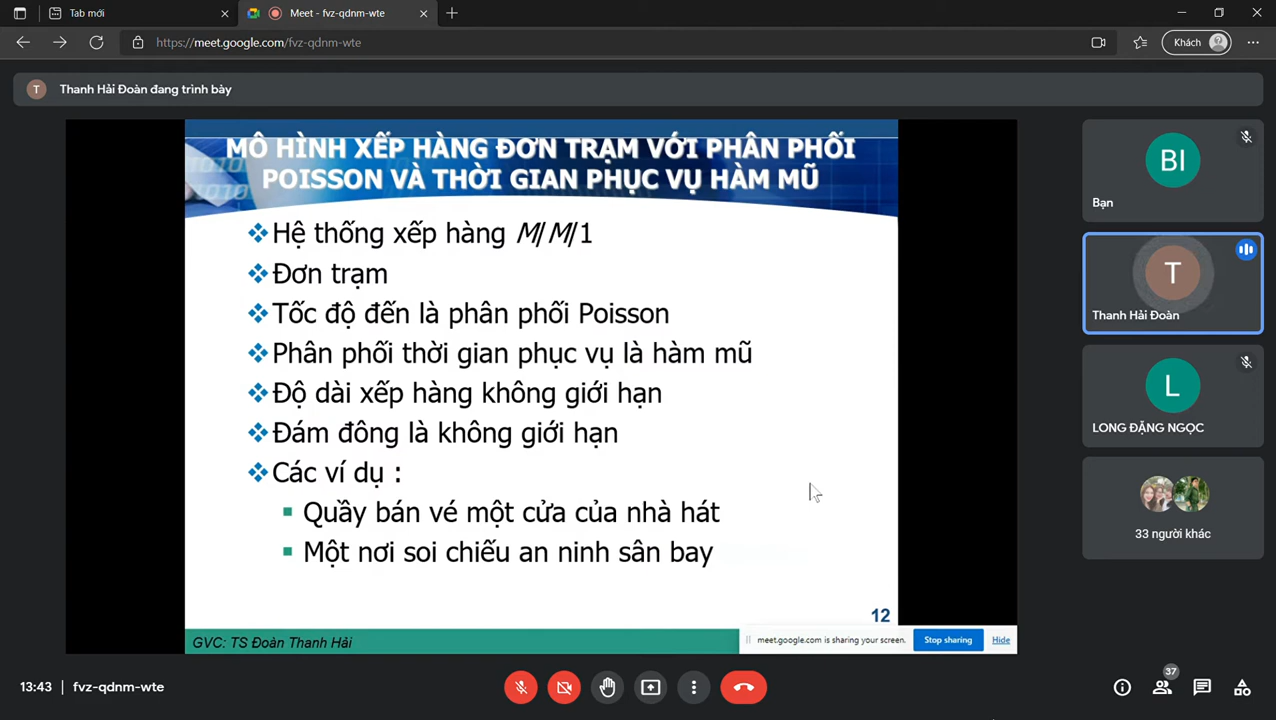 Tab mới
Meet - fvz-qdnm-wte
https://meet.google.com/fvz-qdnm-wte
Khách
T
Thanh Hải Đoàn đang trình bày
MÔ HÌNH XẾP HÀNG ĐƠN TRẠM VỚI PHÂN PHỐI
POISSON VÀ THỜI GIAN PHỤC VỤ HÀM MŨ
Hệ thống xếp hàng M/M/1
Đơn trạm
Tốc độ đến là phân phối Poisson
Phân phối thời gian phục vụ là hàm mũ
Độ dài xếp hàng không giới hạn
Đám đông là không giới hạn
Các ví dụ :
Quầy bán vé một cửa của nhà hát
Một nơi soi chiếu an ninh sân bay
12
GVC: TS Đoàn Thanh Hải
meet.google.com is sharing your screen.
Stop sharing
Hide
BI
Bạn
T
Thanh Hải Đoàn
L
LONG ĐẶNG NGỌC
33 người khác
13:43 | fvz-qdnm-wte
37